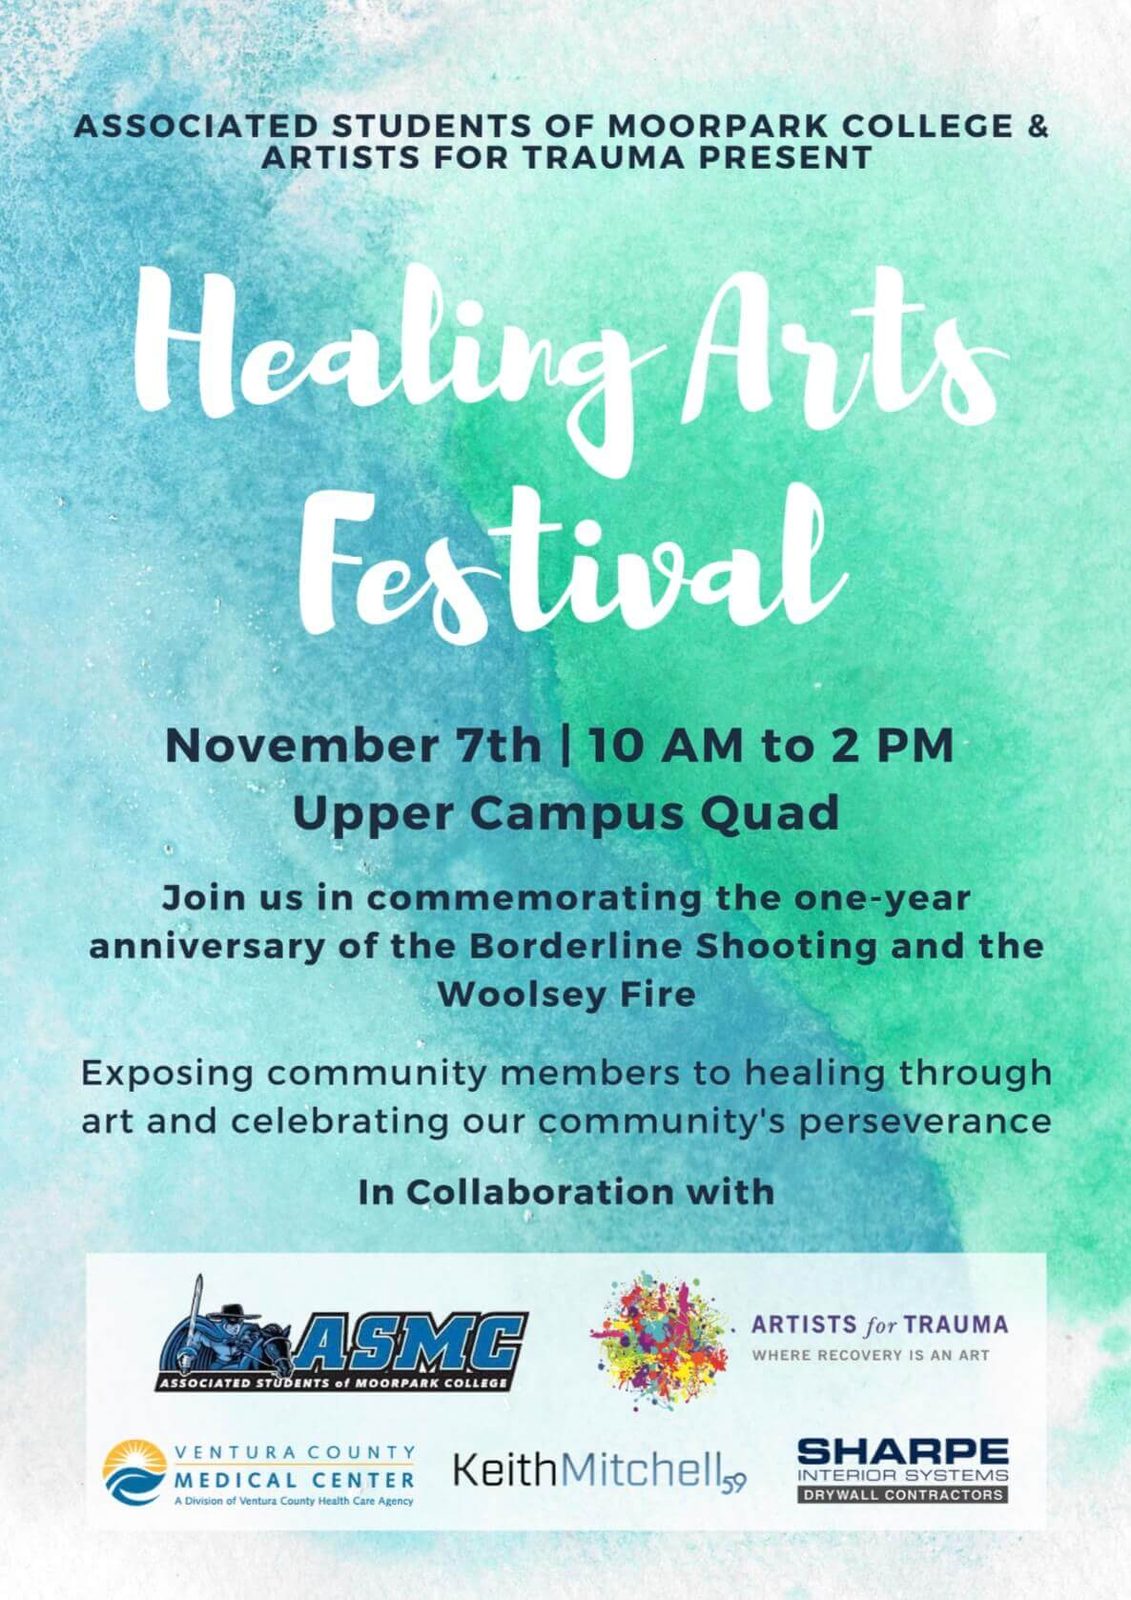 ASSOCIATED STUDENTS OF MOORPARK COLLEGE &
ARTISTS FOR TRAUMA PRESENT
Healing Arts
Festival
November 7th | 10 AM to 2 PM
Upper Campus Quad
Join us in commemorating the one-year
anniversary of the Borderline Shooting and the
Woolsey Fire
Exposing community members to healing through
art and celebrating our community's perseverance
In Collaboration with
ASMC
ASSOCIATED STUDENTS of MOORPARK COLLEGE
ARTISTS for TRAUMA
WHERE RECOVERY IS AN ART
VENTURA COUNTY
MEDICAL CENTER
A Division of Ventura County Health Care Agency
KeithMitchell59
SHARPE
INTERIOR SYSTEMS
DRYWALL CONTRACTORS